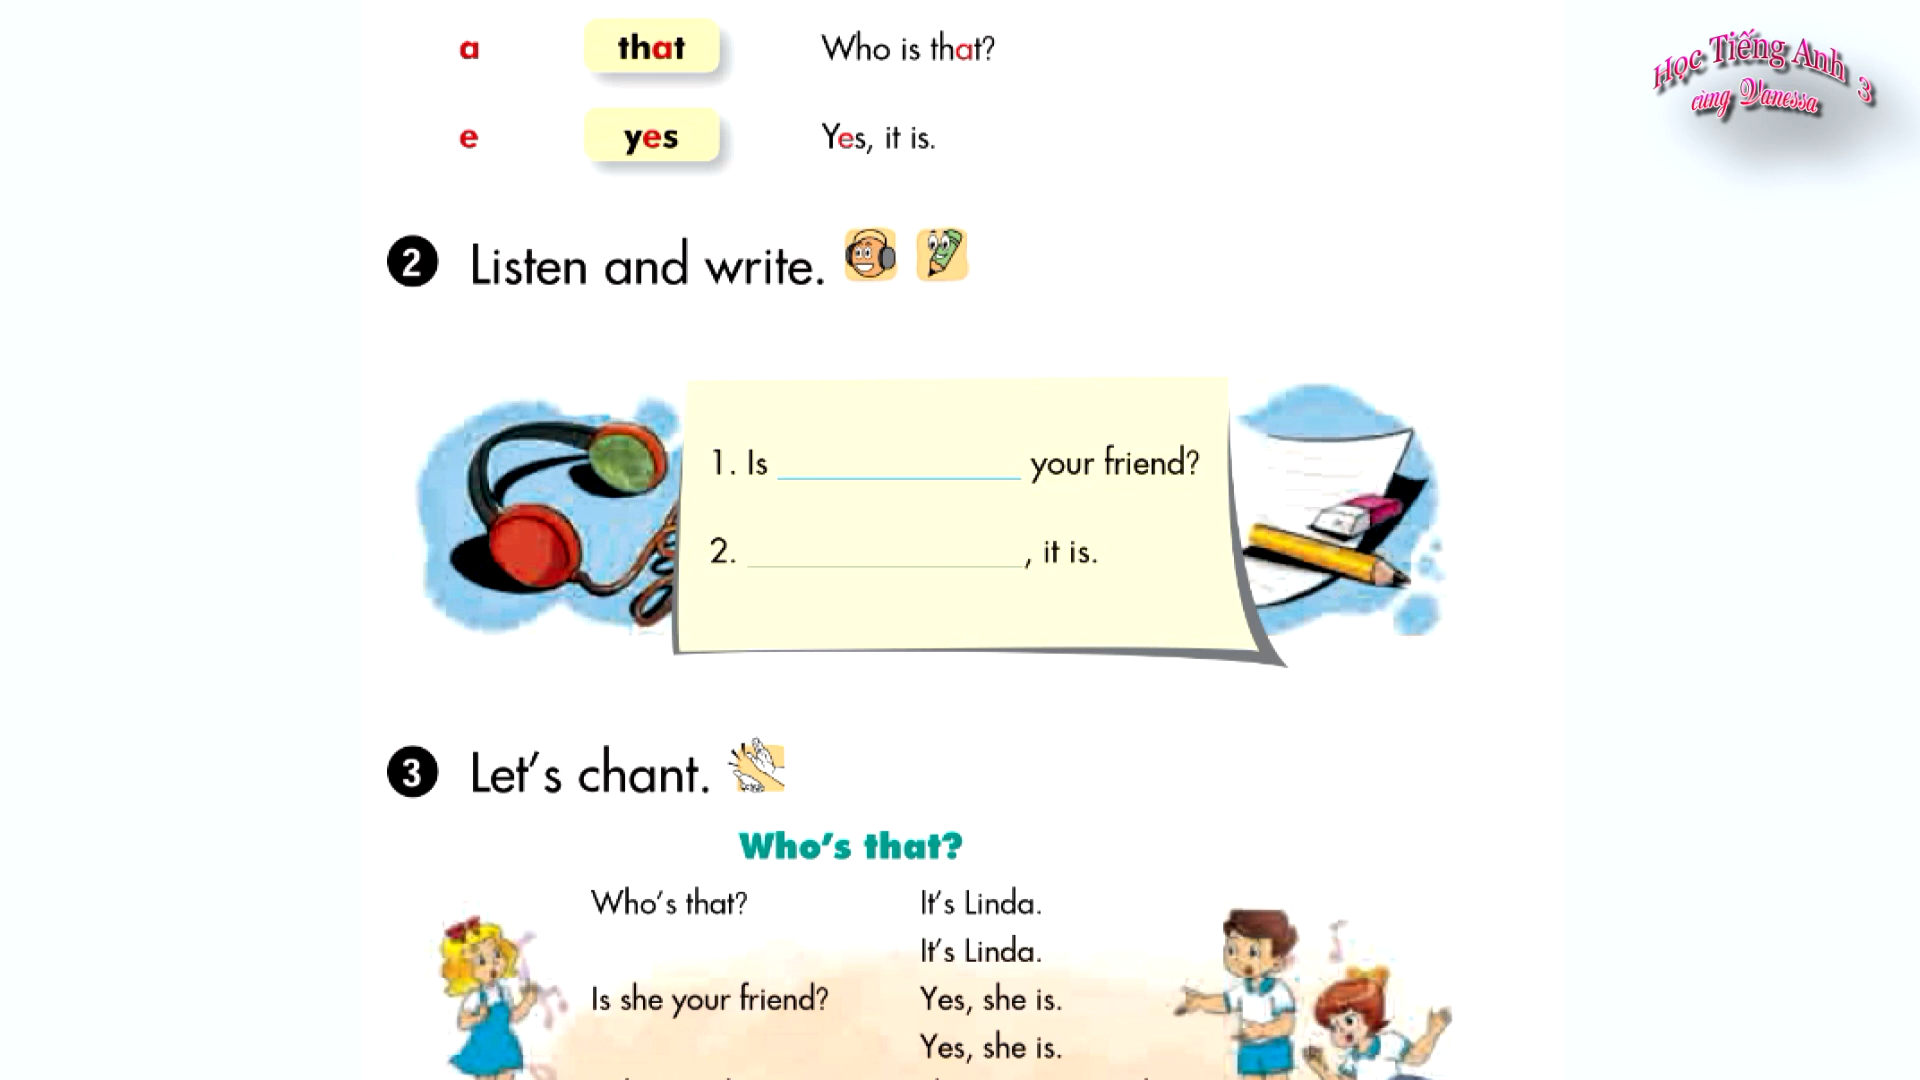 a that Who is that?
e yes Yes, it is.
2 Listen and write.
1. Is ____________ your friend?
2. ____________, it is.
3 Let's chant.
Who's that?
Who's that? It's Linda.
It's Linda.
Is she your friend? Yes, she is.
Yes, she is.
Học Tiếng Anh 3
cùng Vanessa